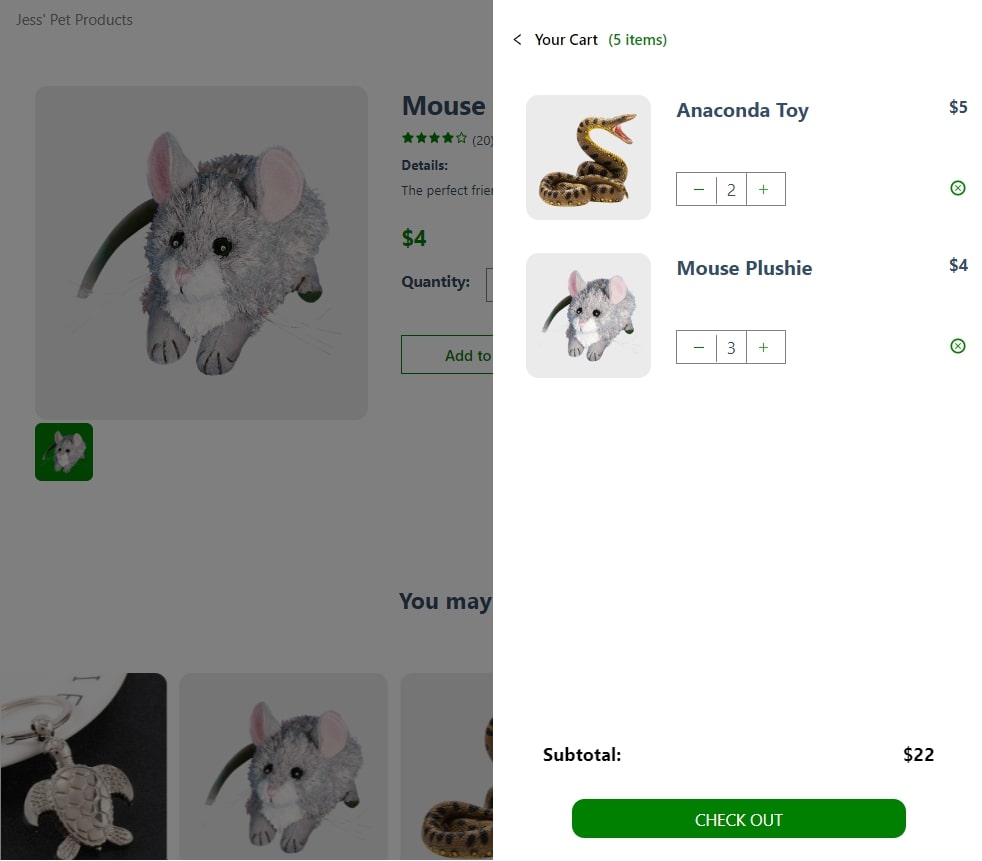 Jess' Pet Products
Mouse
(20)
Details:
The perfect frien
$4
Quantity:
Add to
You may
Your Cart (5 items)
Anaconda Toy $5
− 2 +
Mouse Plushie $4
− 3 +
Subtotal: $22
CHECK OUT